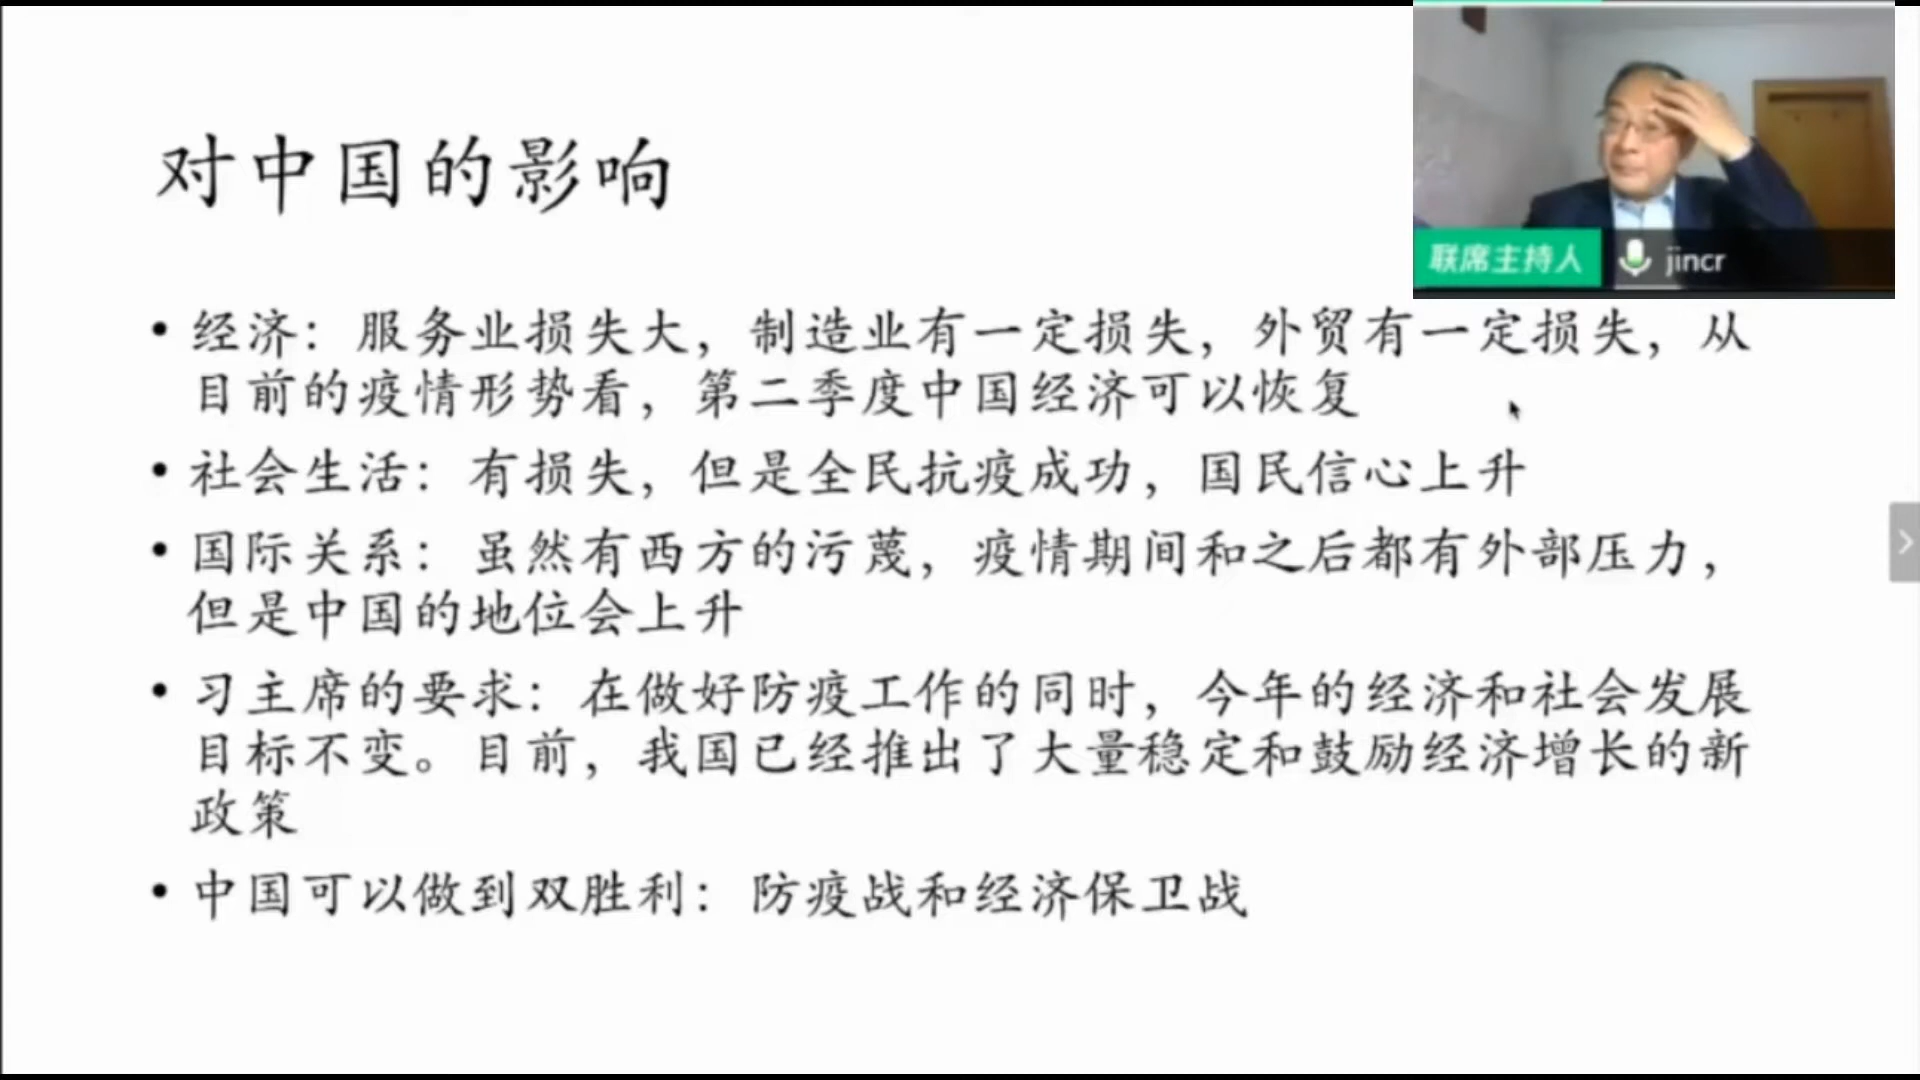 对中国的影响
联席主持人 jincr
• 经济：服务业损失大，制造业有一定损失，外贸有一定损失，从
目前的疫情形势看，第二季度中国经济可以恢复
• 社会生活：有损失，但是全民抗疫成功，国民信心上升
• 国际关系：虽然有西方的污蔑，疫情期间和之后都有外部压力，
但是中国的地位会上升
• 习主席的要求：在做好防疫工作的同时，今年的经济和社会发展
目标不变。目前，我国已经推出了大量稳定和鼓励经济增长的新
政策
• 中国可以做到双胜利：防疫战和经济保卫战